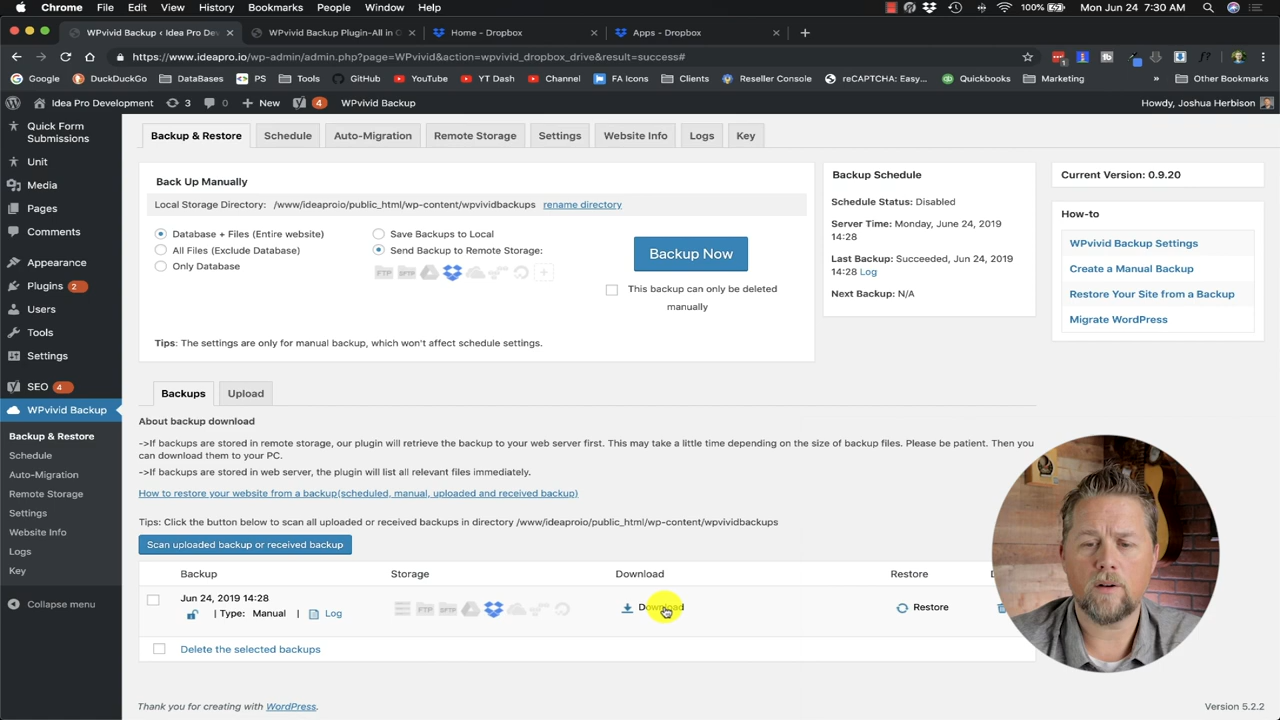 Chrome File Edit View History Bookmarks People Window Help 100% Mon Jun 24 7:30 AM
WPvivid Backup ‹ Idea Pro Dev
WPvivid Backup Plugin-All in O
Home - Dropbox
Apps - Dropbox
https://www.ideapro.io/wp-admin/admin.php?page=WPvivid&action=wpvivid_dropbox_drive&result=success#
Google DuckDuckGo DataBases PS Tools GitHub YouTube YT Dash FA Icons Clients Reseller Console reCAPTCHA: Easy... Quickbooks Marketing » Other Bookmarks
Idea Pro Development 3 0 New 4 WPvivid Backup Howdy, Joshua Herbison
Quick Form
Submissions
Unit
Media
Pages
Comments
Appearance
Plugins 2
Users
Tools
Settings
SEO 4
WPvivid Backup
Backup & Restore
Schedule
Auto-Migration
Remote Storage
Settings
Website Info
Logs
Key
Collapse menu
Backup & Restore Schedule Auto-Migration Remote Storage Settings Website Info Logs Key
Back Up Manually
Local Storage Directory: /www/ideaproio/public_html/wp-content/wpvividbackups rename directory
Database + Files (Entire website)
All Files (Exclude Database)
Only Database
Save Backups to Local
Send Backup to Remote Storage:
FTP SFTP
Backup Now
This backup can only be deleted
manually
Tips: The settings are only for manual backup, which won't affect schedule settings.
Backup Schedule
Schedule Status: Disabled
Server Time: Monday, June 24, 2019
14:28
Last Backup: Succeeded, Jun 24, 2019
14:28 Log
Next Backup: N/A
Current Version: 0.9.20
How-to
WPvivid Backup Settings
Create a Manual Backup
Restore Your Site from a Backup
Migrate WordPress
Backups Upload
About backup download
->If backups are stored in remote storage, our plugin will retrieve the backup to your web server first. This may take a little time depending on the size of backup files. Please be patient. Then you
can download them to your PC.
->If backups are stored in web server, the plugin will list all relevant files immediately.
How to restore your website from a backup(scheduled, manual, uploaded and received backup)
Tips: Click the button below to scan all uploaded or received backups in directory /www/ideaproio/public_html/wp-content/wpvividbackups
Scan uploaded backup or received backup
Backup Storage Download Restore
Jun 24, 2019 14:28
| Type: Manual | Log
FTP SFTP
Download
Restore
Delete the selected backups
Thank you for creating with WordPress.
Version 5.2.2